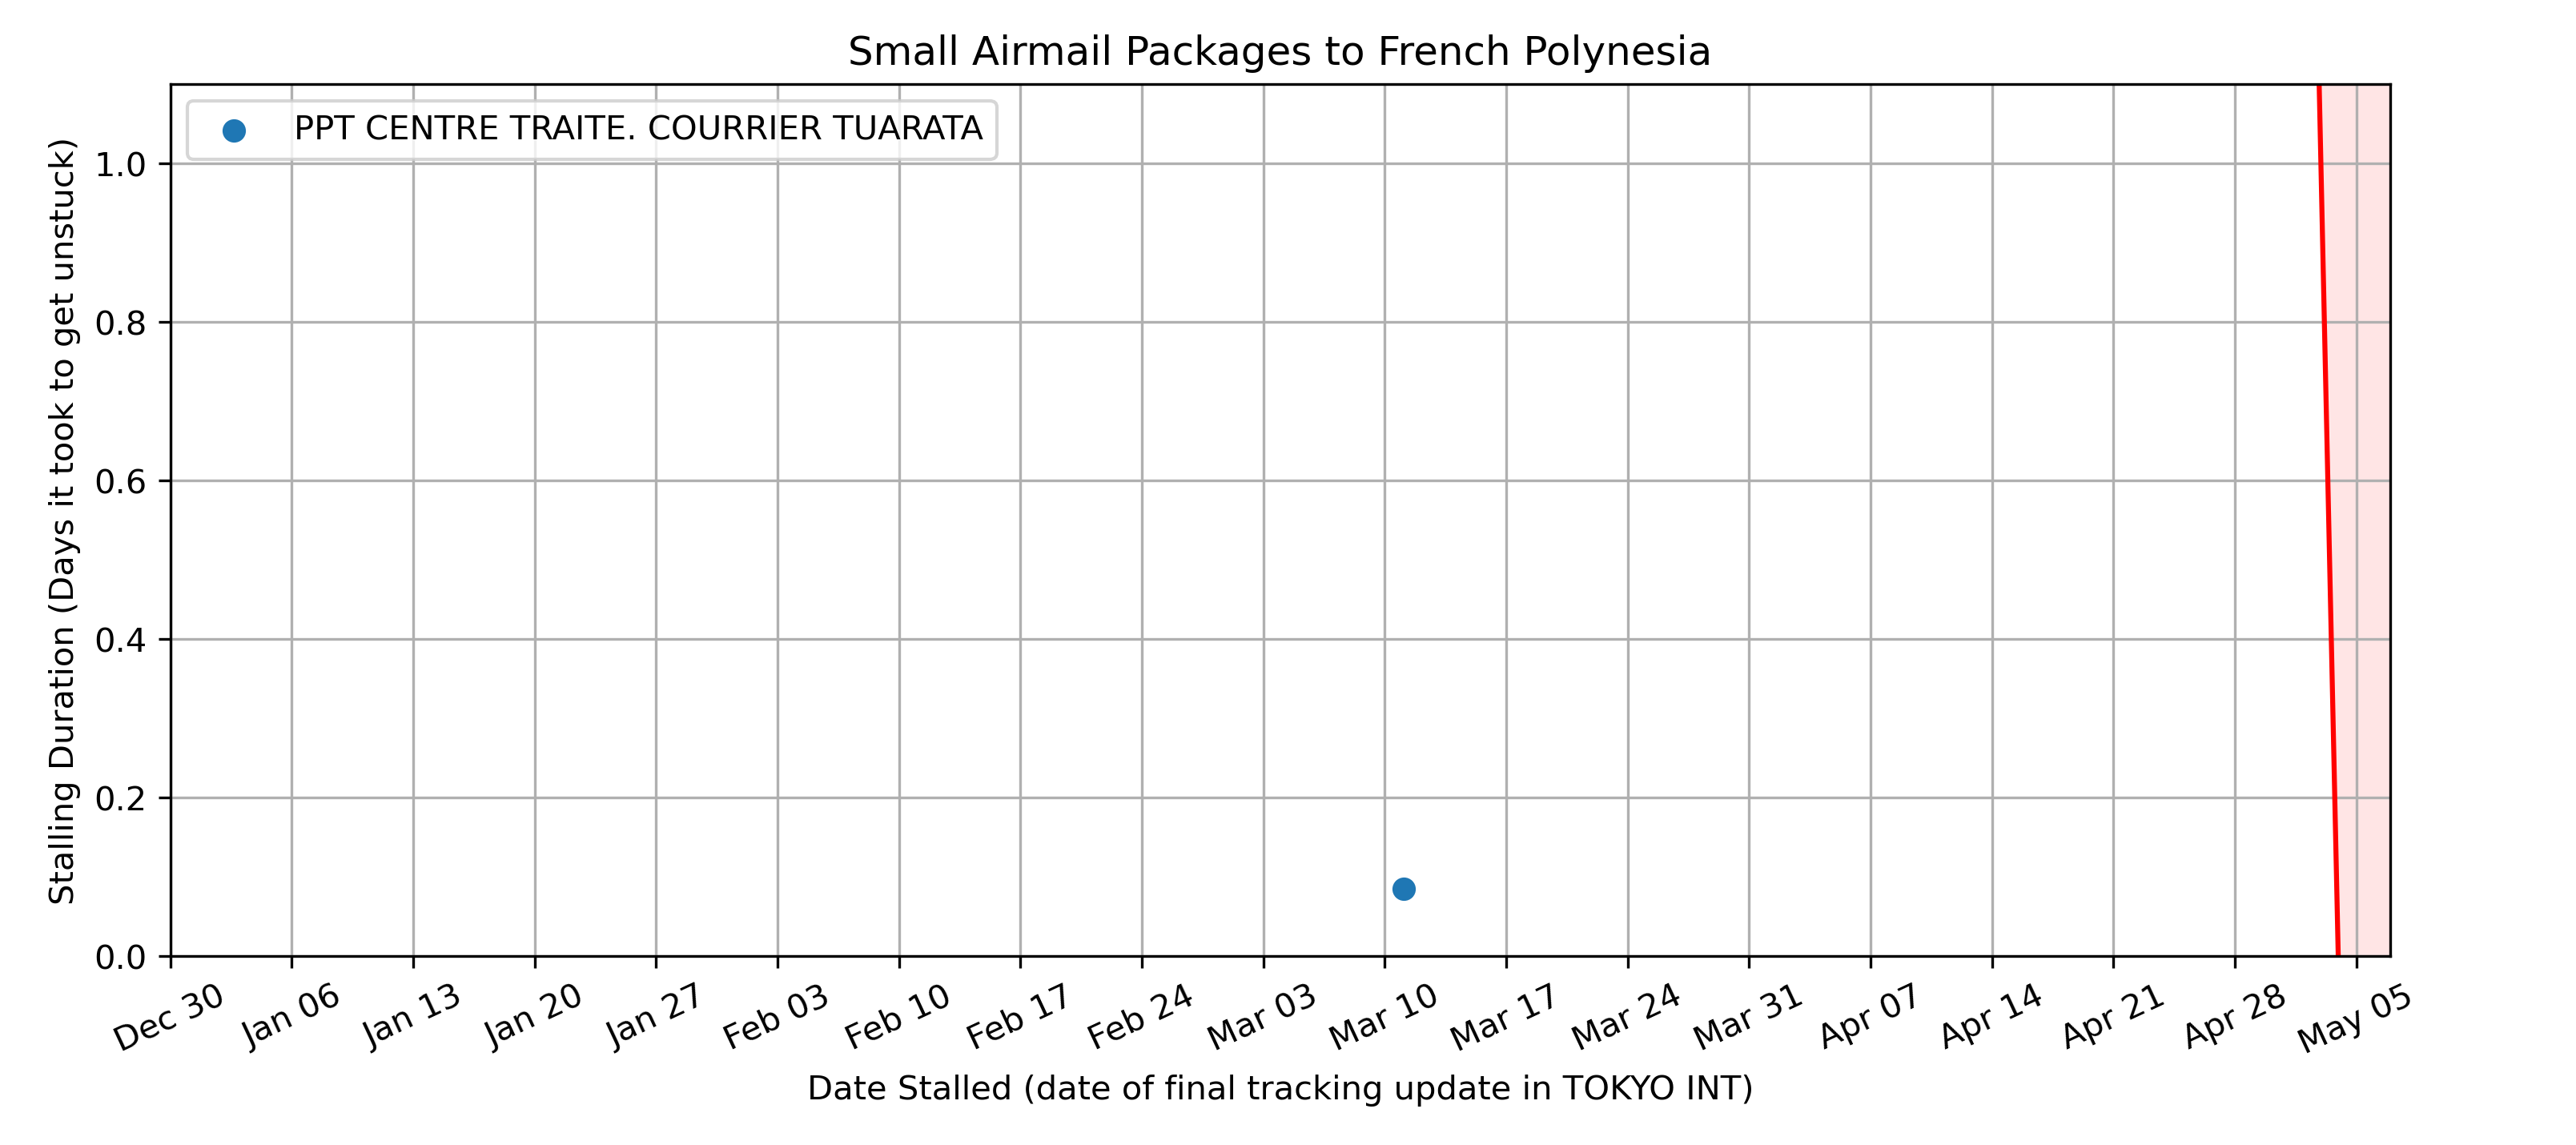 Small Airmail Packages to French Polynesia
PPT CENTRE TRAITE. COURRIER TUARATA
Stalling Duration (Days it took to get unstuck)
1.0
0.8
0.6
0.4
0.2
0.0
Dec 30 Jan 06 Jan 13 Jan 20 Jan 27 Feb 03 Feb 10 Feb 17 Feb 24 Mar 03 Mar 10 Mar 17 Mar 24 Mar 31 Apr 07 Apr 14 Apr 21 Apr 28 May 05
Date Stalled (date of final tracking update in TOKYO INT)